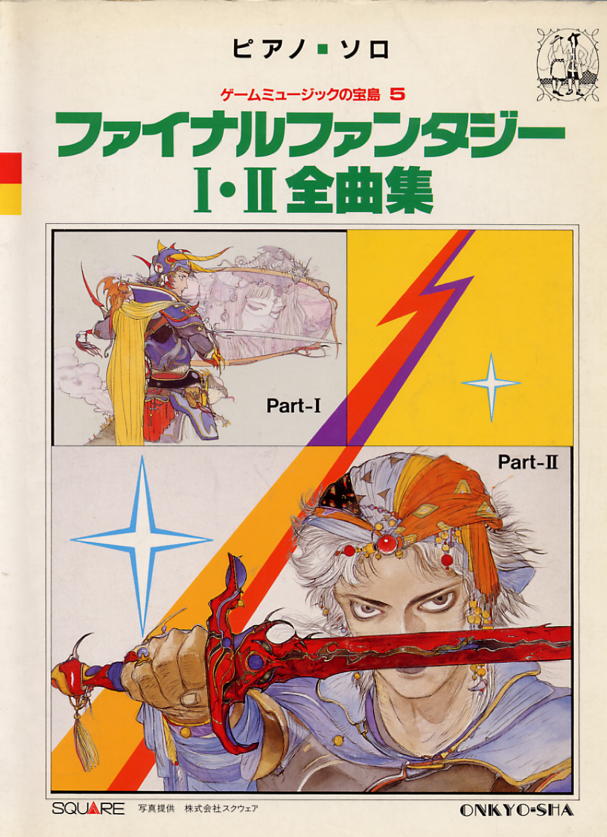 ピアノ■ソロ
ゲームミュージックの宝島 5
ファイナルファンタジー
I・II 全曲集
Part-I
Part-II
SQUARE 写真提供 株式会社スクウェア
ONKYO-SHA